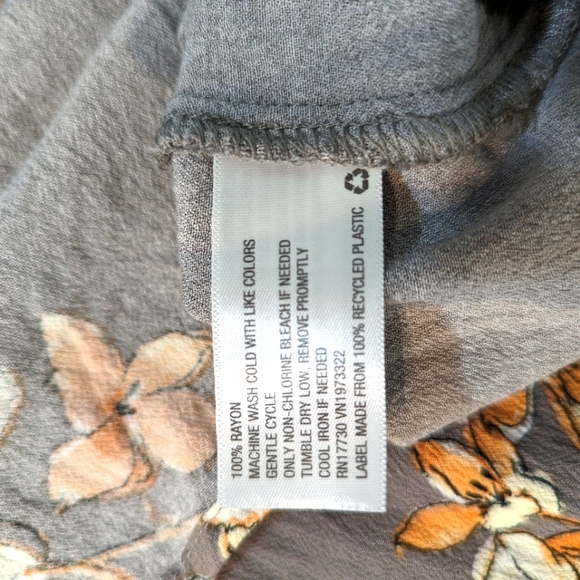 100% RAYON
MACHINE WASH COLD WITH LIKE COLORS
GENTLE CYCLE
ONLY NON-CHLORINE BLEACH IF NEEDED
TUMBLE DRY LOW, REMOVE PROMPTLY
COOL IRON IF NEEDED
RN17730 VN1973322
LABEL MADE FROM 100% RECYCLED PLASTIC